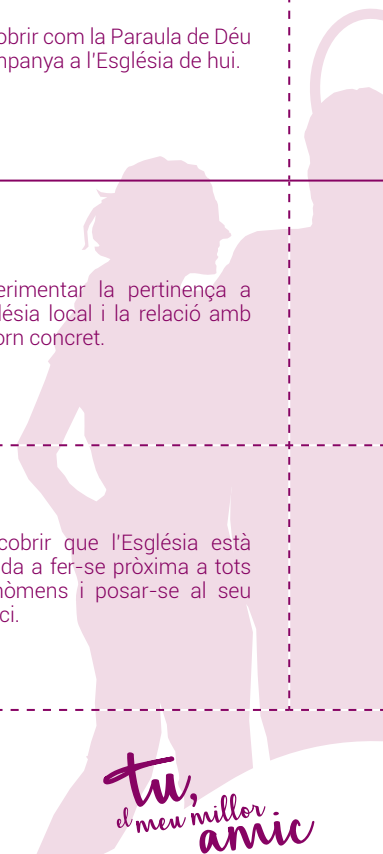 obrir com la Paraula de Déu
mpanya a l'Església de hui.
erimentar la pertinença a
lésia local i la relació amb
orn concret.
cobrir que l'Església està
da a fer-se pròxima a tots
nòmens i posar-se al seu
ci.
tu,
el meu millor
amic